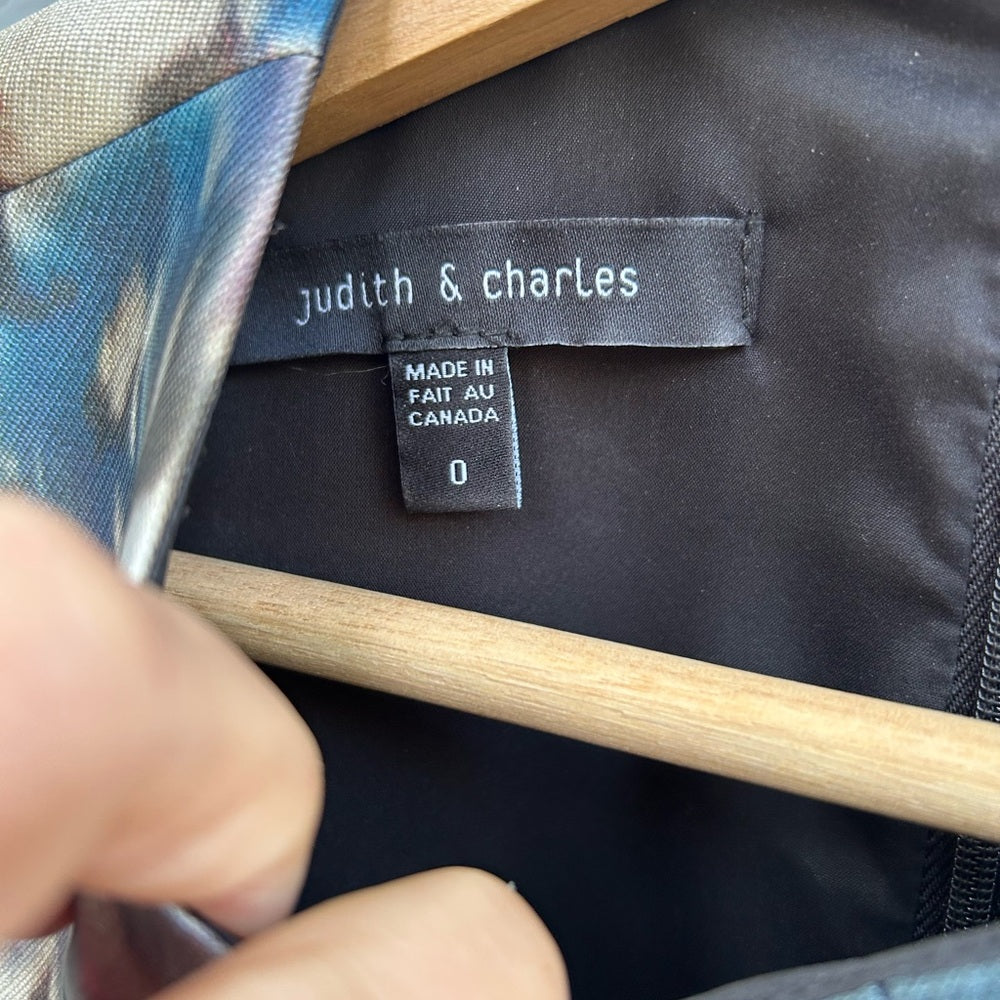 judith & charles
MADE IN
FAIT AU
CANADA
0